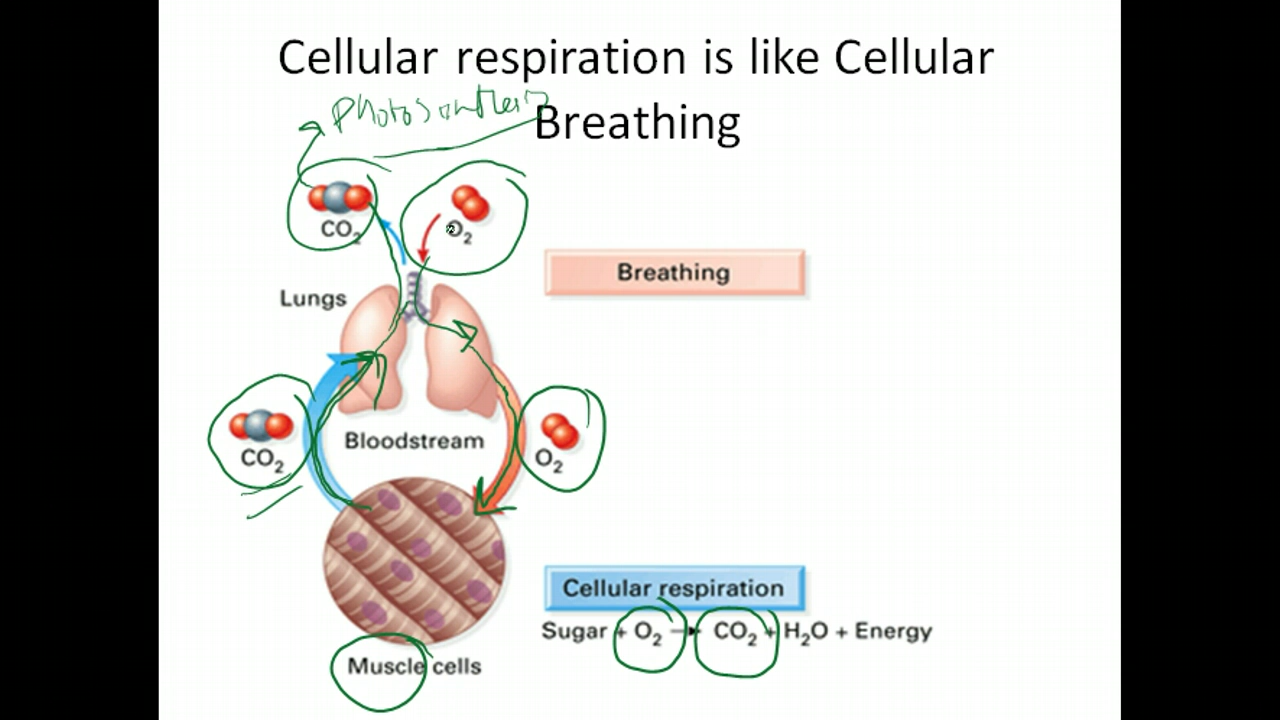 Cellular respiration is like Cellular
Breathing
Photosynthesis
CO₂
O₂
Breathing
Lungs
CO₂
Bloodstream
O₂
Cellular respiration
Sugar + O₂ → CO₂ + H₂O + Energy
Muscle cells